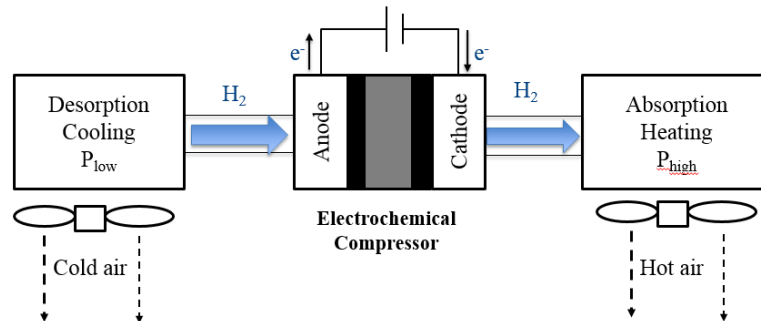 e⁻
e⁻
Desorption
Cooling
P_low
H₂
Anode
Cathode
H₂
Absorption
Heating
P_high
Electrochemical
Compressor
Cold air
Hot air